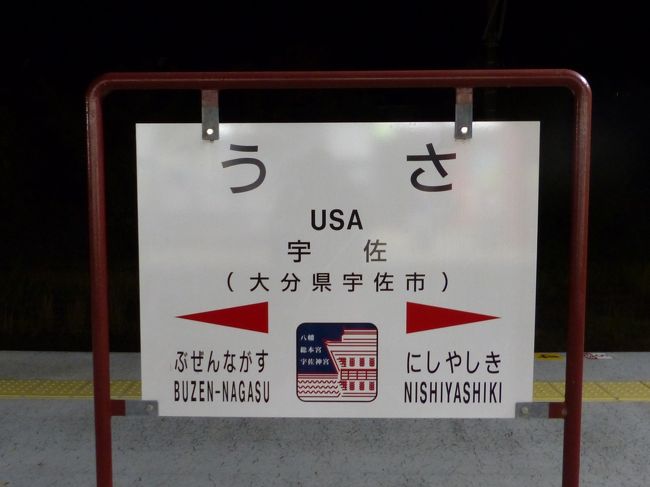 うさ
USA
宇佐
(大分県宇佐市)
八幡
総本宮
宇佐神宮
ぶぜんながす
BUZEN-NAGASU
にしやしき
NISHIYASHIKI